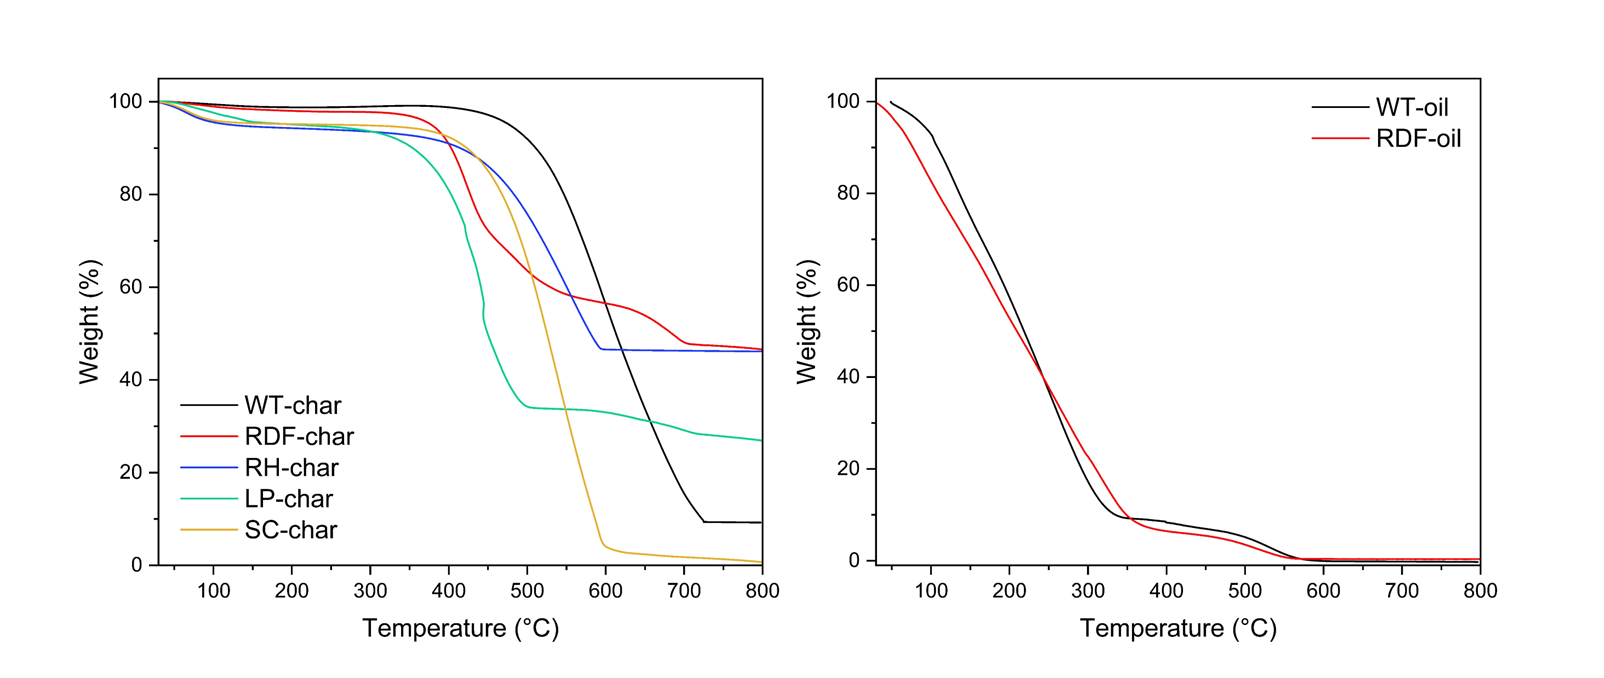 100
80
60
40
20
0
Weight (%)
WT-char
RDF-char
RH-char
LP-char
SC-char
100 200 300 400 500 600 700 800
Temperature (°C)
100
80
60
40
20
0
Weight (%)
WT-oil
RDF-oil
100 200 300 400 500 600 700 800
Temperature (°C)